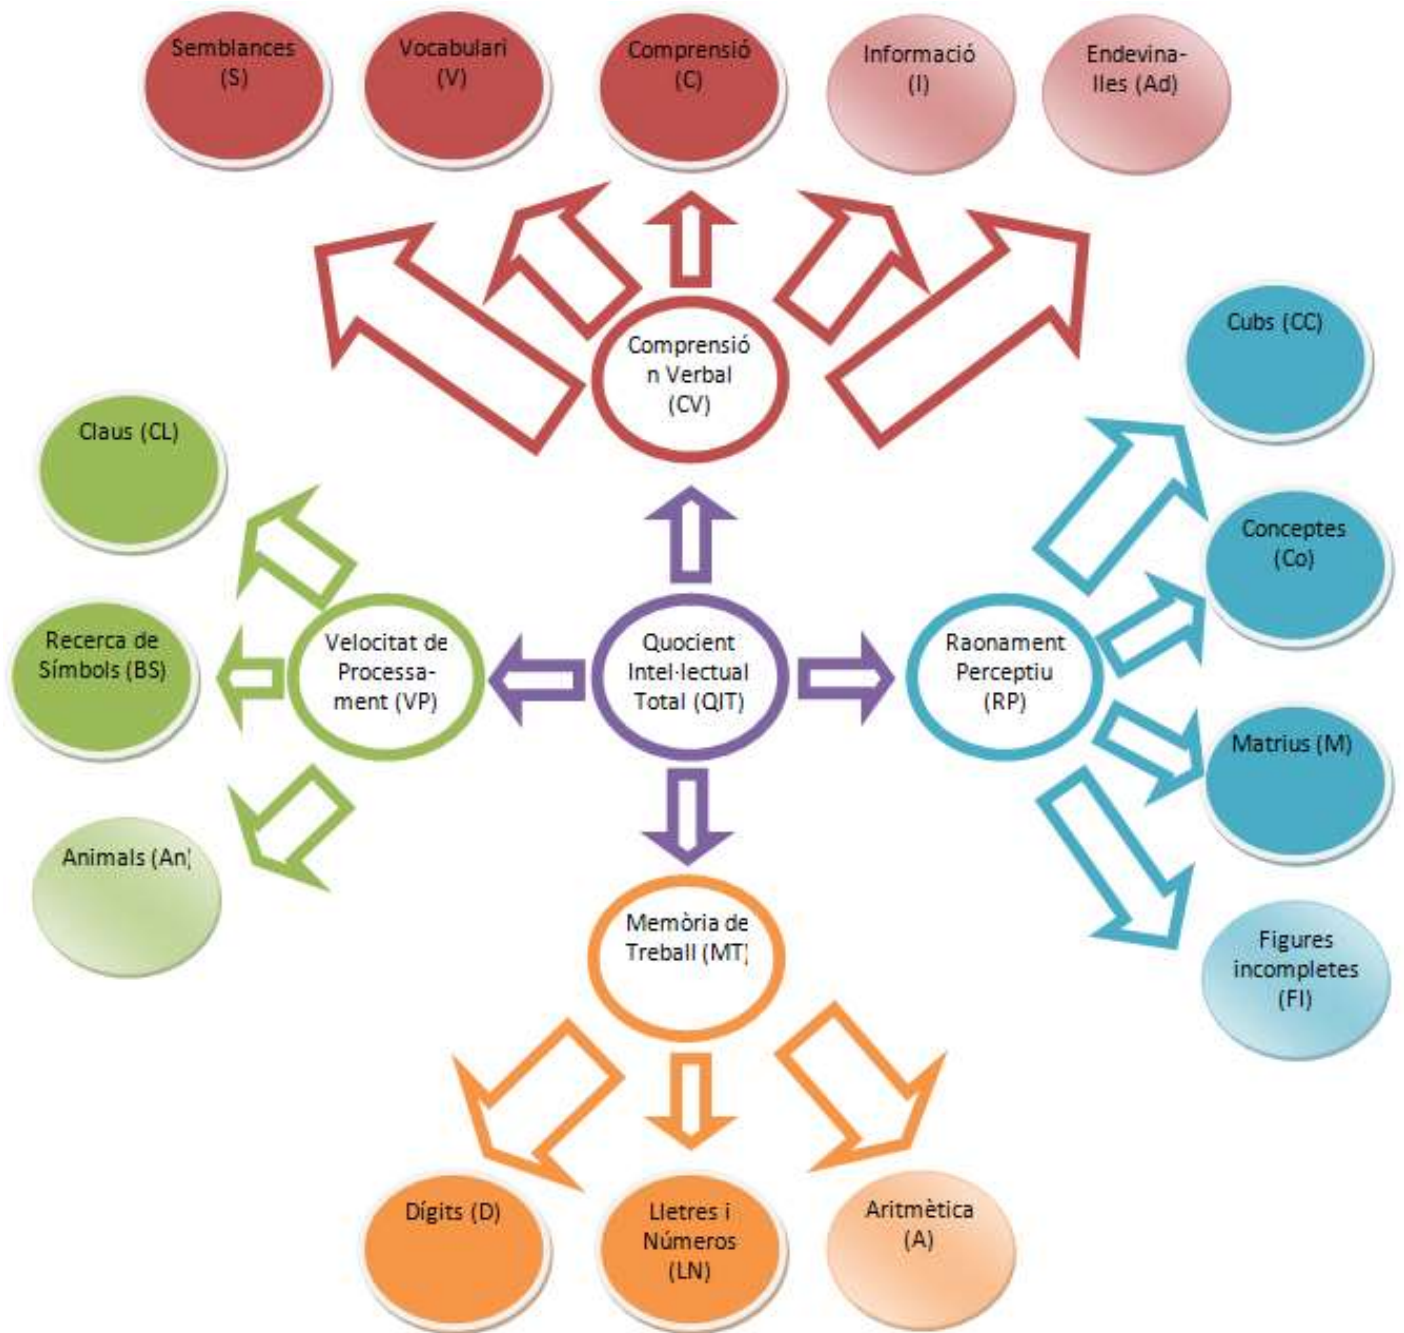 Semblances
(S)
Vocabulari
(V)
Comprensió
(C)
Informació
(I)
Endevina-
lles (Ad)
Comprensió
n Verbal
(CV)
Cubs (CC)
Claus (CL)
Conceptes
(Co)
Recerca de
Símbols (BS)
Velocitat de
Processa-
ment (VP)
Quocient
Intel·lectual
Total (QIT)
Raonament
Perceptiu
(RP)
Matrius (M)
Animals (An)
Memòria de
Treball (MT)
Figures
incompletes
(FI)
Dígits (D)
Lletres i
Números
(LN)
Aritmètica
(A)